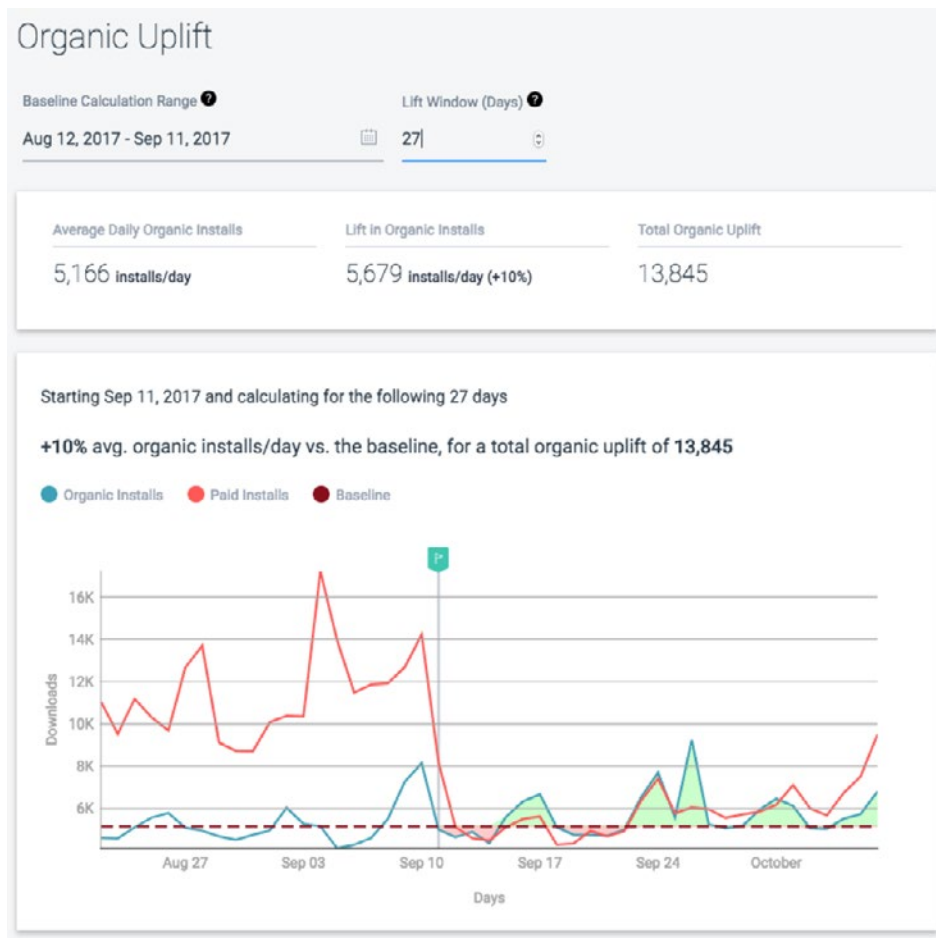 Organic Uplift
Baseline Calculation Range ?
Lift Window (Days) ?
Aug 12, 2017 - Sep 11, 2017
27
Average Daily Organic Installs
Lift in Organic Installs
Total Organic Uplift
5,166 installs/day
5,679 installs/day (+10%)
13,845
Starting Sep 11, 2017 and calculating for the following 27 days
+10% avg. organic installs/day vs. the baseline, for a total organic uplift of 13,845
Organic Installs
Paid Installs
Baseline
16K
14K
12K
10K
8K
6K
Downloads
Aug 27
Sep 03
Sep 10
Sep 17
Sep 24
October
Days